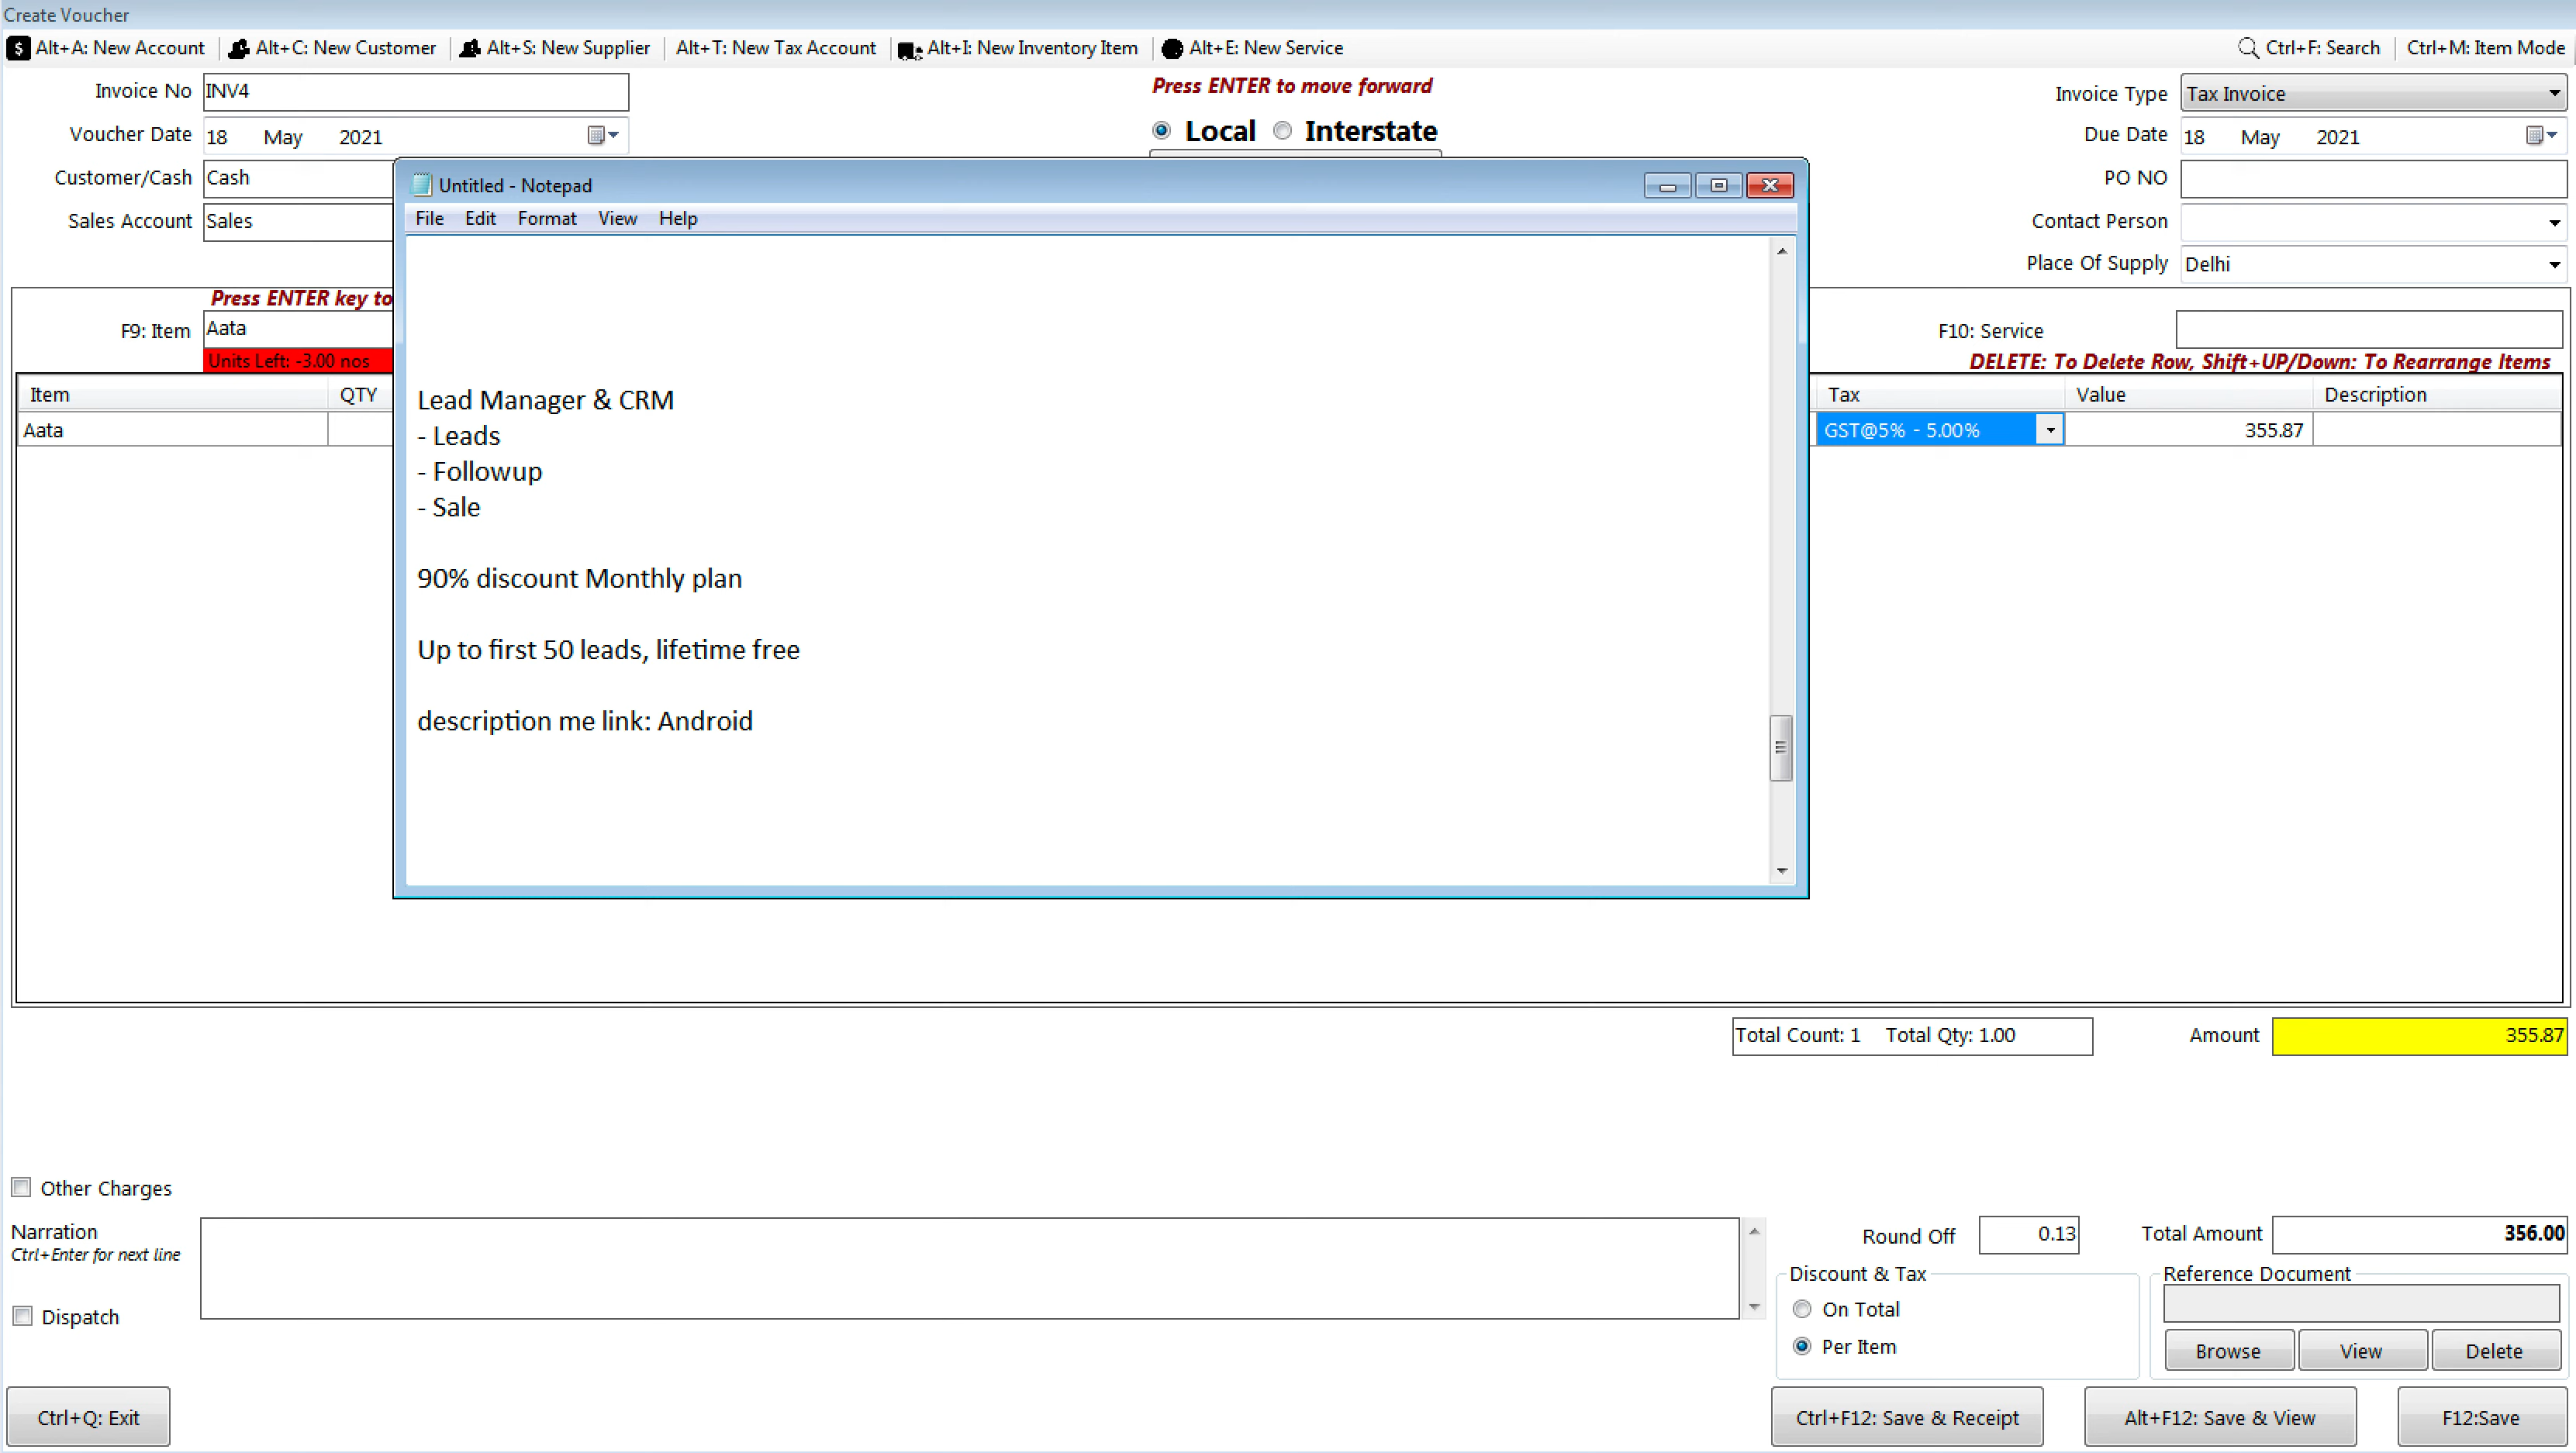 Create Voucher
Alt+A: New Account Alt+C: New Customer Alt+S: New Supplier Alt+T: New Tax Account Alt+I: New Inventory Item Alt+E: New Service Ctrl+F: Search Ctrl+M: Item Mode
Invoice No INV4
Press ENTER to move forward
Invoice Type Tax Invoice
Voucher Date 18 May 2021
Local Interstate
Due Date 18 May 2021
Customer/Cash Cash
PO NO
Sales Account Sales
Contact Person
Place Of Supply Delhi
Press ENTER key to
F9: Item Aata
F10: Service
Units Left: -3.00 nos
DELETE: To Delete Row, Shift+UP/Down: To Rearrange Items
Item QTY Tax Value Description
Aata GST@5% - 5.00% 355.87
Untitled - Notepad
File Edit Format View Help
Lead Manager & CRM
- Leads
- Followup
- Sale
90% discount Monthly plan
Up to first 50 leads, lifetime free
description me link: Android
Total Count: 1 Total Qty: 1.00 Amount 355.87
Other Charges
Narration
Ctrl+Enter for next line
Round Off 0.13 Total Amount 356.00
Discount & Tax
On Total
Per Item
Reference Document
Browse View Delete
Dispatch
Ctrl+Q: Exit Ctrl+F12: Save & Receipt Alt+F12: Save & View F12:Save